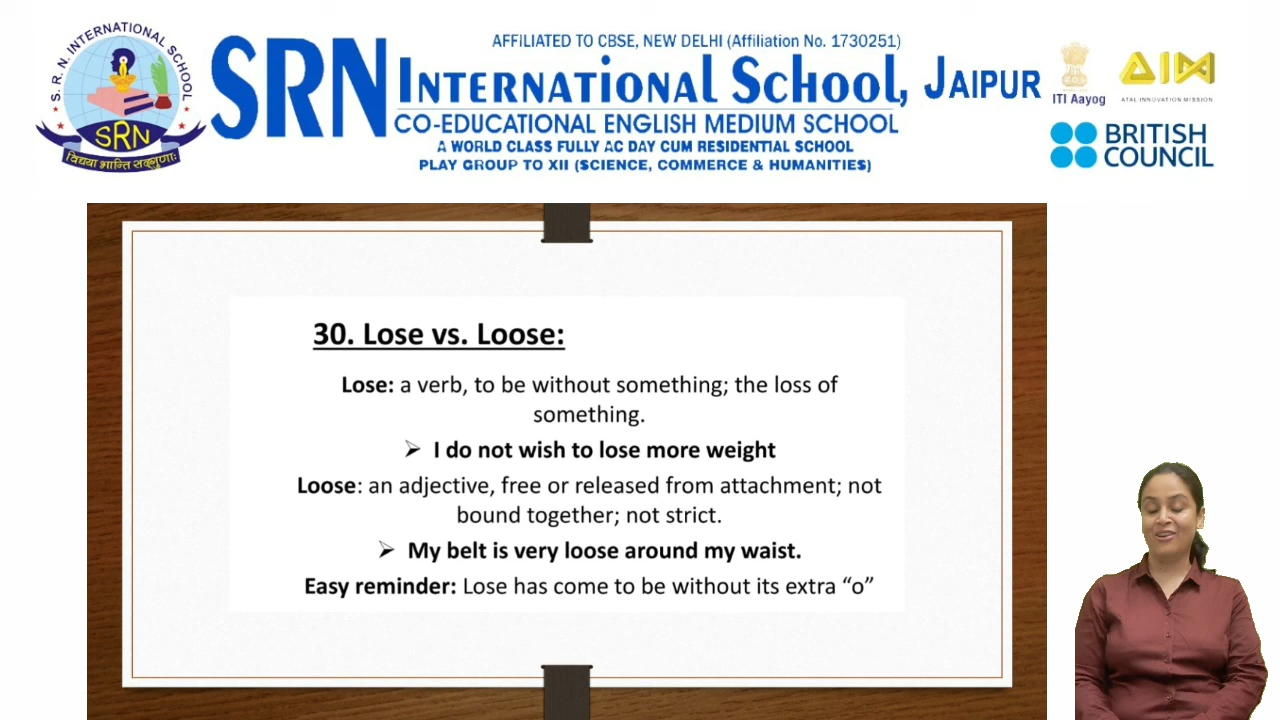 S. R. N. INTERNATIONAL SCHOOL
SRN
विद्यया भान्ति सद्गुणाः
AFFILIATED TO CBSE, NEW DELHI (Affiliation No. 1730251)
SRN INTERNATIONAL SCHOOL, JAIPUR
CO-EDUCATIONAL ENGLISH MEDIUM SCHOOL
A WORLD CLASS FULLY AC DAY CUM RESIDENTIAL SCHOOL
PLAY GROUP TO XII (SCIENCE, COMMERCE & HUMANITIES)
ITI Aayog
AIM
ATAL INNOVATION MISSION
BRITISH
COUNCIL
30. Lose vs. Loose:
Lose: a verb, to be without something; the loss of
something.
➢ I do not wish to lose more weight
Loose: an adjective, free or released from attachment; not
bound together; not strict.
➢ My belt is very loose around my waist.
Easy reminder: Lose has come to be without its extra “o”